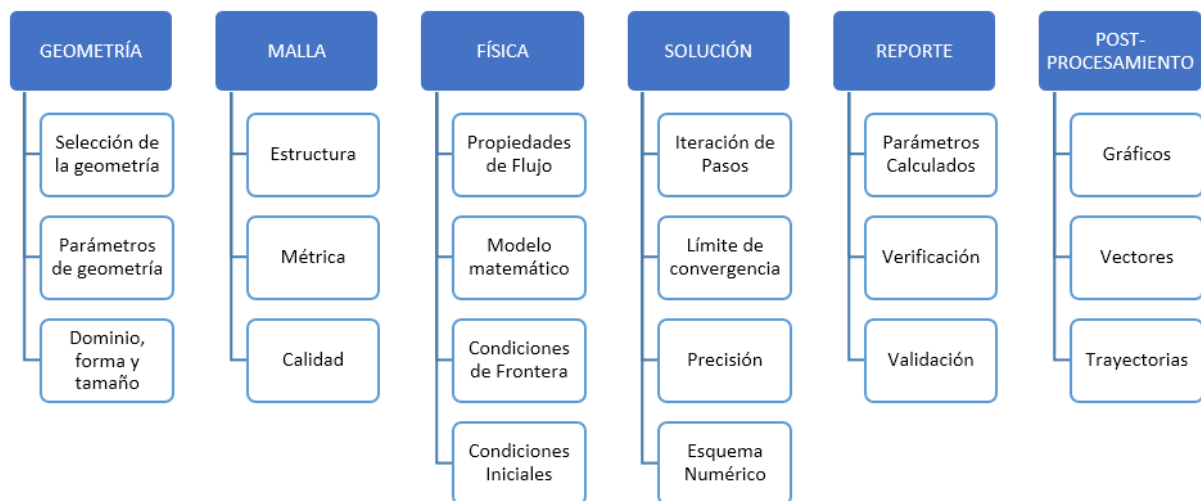 GEOMETRÍA
Selección de
la geometría
Parámetros
de geometría
Dominio,
forma y
tamaño
MALLA
Estructura
Métrica
Calidad
FÍSICA
Propiedades
de Flujo
Modelo
matemático
Condiciones
de Frontera
Condiciones
Iniciales
SOLUCIÓN
Iteración de
Pasos
Límite de
convergencia
Precisión
Esquema
Numérico
REPORTE
Parámetros
Calculados
Verificación
Validación
POST-
PROCESAMIENTO
Gráficos
Vectores
Trayectorias